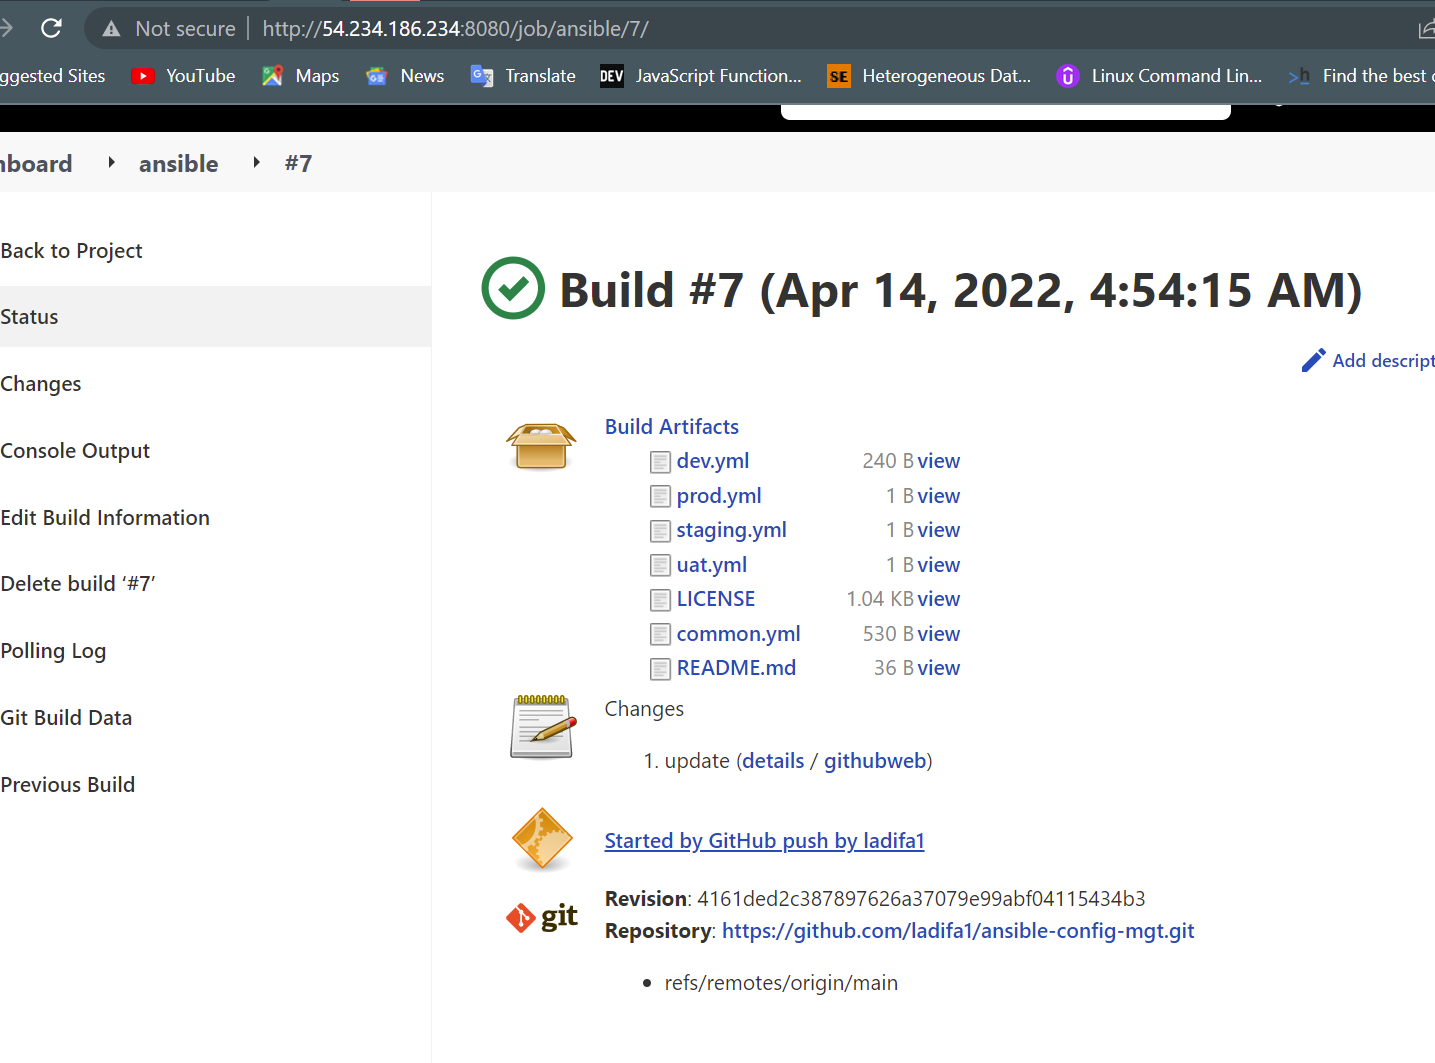 Not secure http://54.234.186.234:8080/job/ansible/7/
ggested Sites YouTube Maps News Translate DEV JavaScript Function... SE Heterogeneous Dat... Linux Command Lin... Find the best
board ansible #7
Back to Project
Status
Changes
Console Output
Edit Build Information
Delete build ‘#7’
Polling Log
Git Build Data
Previous Build
Build #7 (Apr 14, 2022, 4:54:15 AM)
Add descript
Build Artifacts
dev.yml 240 B view
prod.yml 1 B view
staging.yml 1 B view
uat.yml 1 B view
LICENSE 1.04 KB view
common.yml 530 B view
README.md 36 B view
Changes
1. update (details / githubweb)
Started by GitHub push by ladifa1
git
Revision: 4161ded2c387897626a37079e99abf04115434b3
Repository: https://github.com/ladifa1/ansible-config-mgt.git
refs/remotes/origin/main